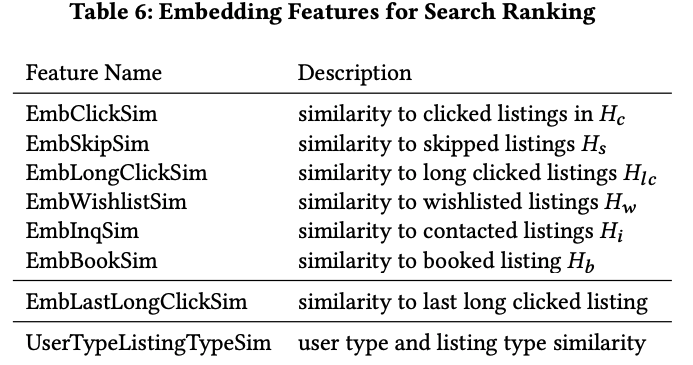 Table 6: Embedding Features for Search Ranking
Feature Name Description
EmbClickSim similarity to clicked listings in H_c
EmbSkipSim similarity to skipped listings H_s
EmbLongClickSim similarity to long clicked listings H_lc
EmbWishlistSim similarity to wishlisted listings H_w
EmbInqSim similarity to contacted listings H_i
EmbBookSim similarity to booked listing H_b
EmbLastLongClickSim similarity to last long clicked listing
UserTypeListingTypeSim user type and listing type similarity